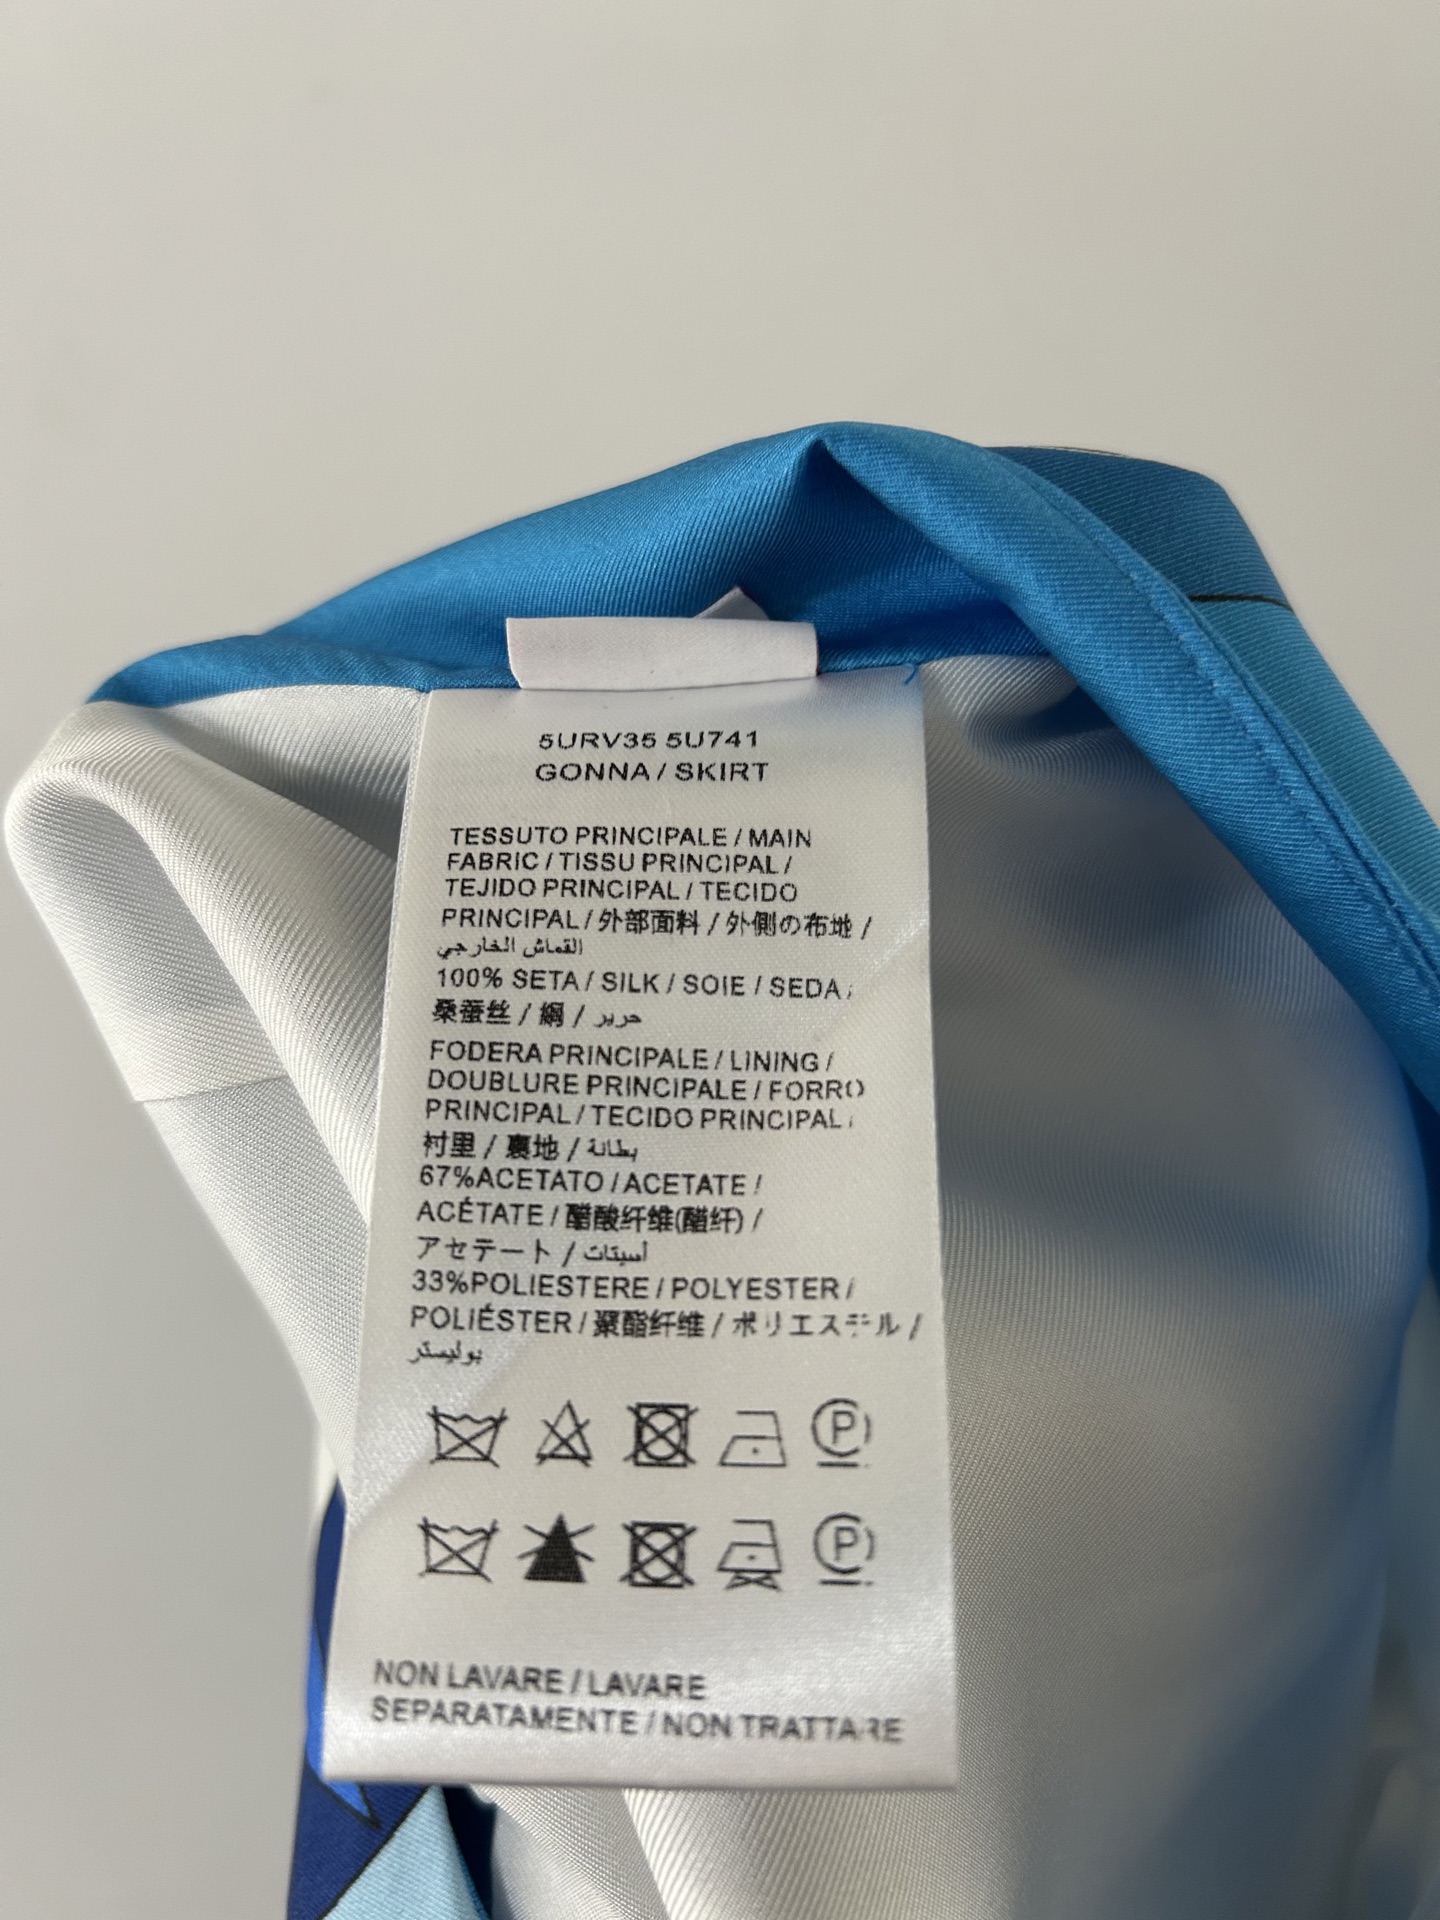 5URV35 5U741
GONNA / SKIRT
TESSUTO PRINCIPALE / MAIN
FABRIC / TISSU PRINCIPAL /
TEJIDO PRINCIPAL / TECIDO
PRINCIPAL / 外部面料 / 外側の布地 /
القماش الخارجي
100% SETA / SILK / SOIE / SEDA /
桑蚕丝 / 絹 / حرير
FODERA PRINCIPALE / LINING /
DOUBLURE PRINCIPALE / FORRO
PRINCIPAL / TECIDO PRINCIPAL /
衬里 / 裏地 / بطانة
67%ACETATO / ACETATE /
ACÉTATE / 醋酸纤维(醋纤) /
アセテート / أسيتات
33%POLIESTERE / POLYESTER /
POLIÉSTER / 聚酯纤维 / ポリエステル /
بوليستر
P
P
NON LAVARE / LAVARE
SEPARATAMENTE / NON TRATTARE